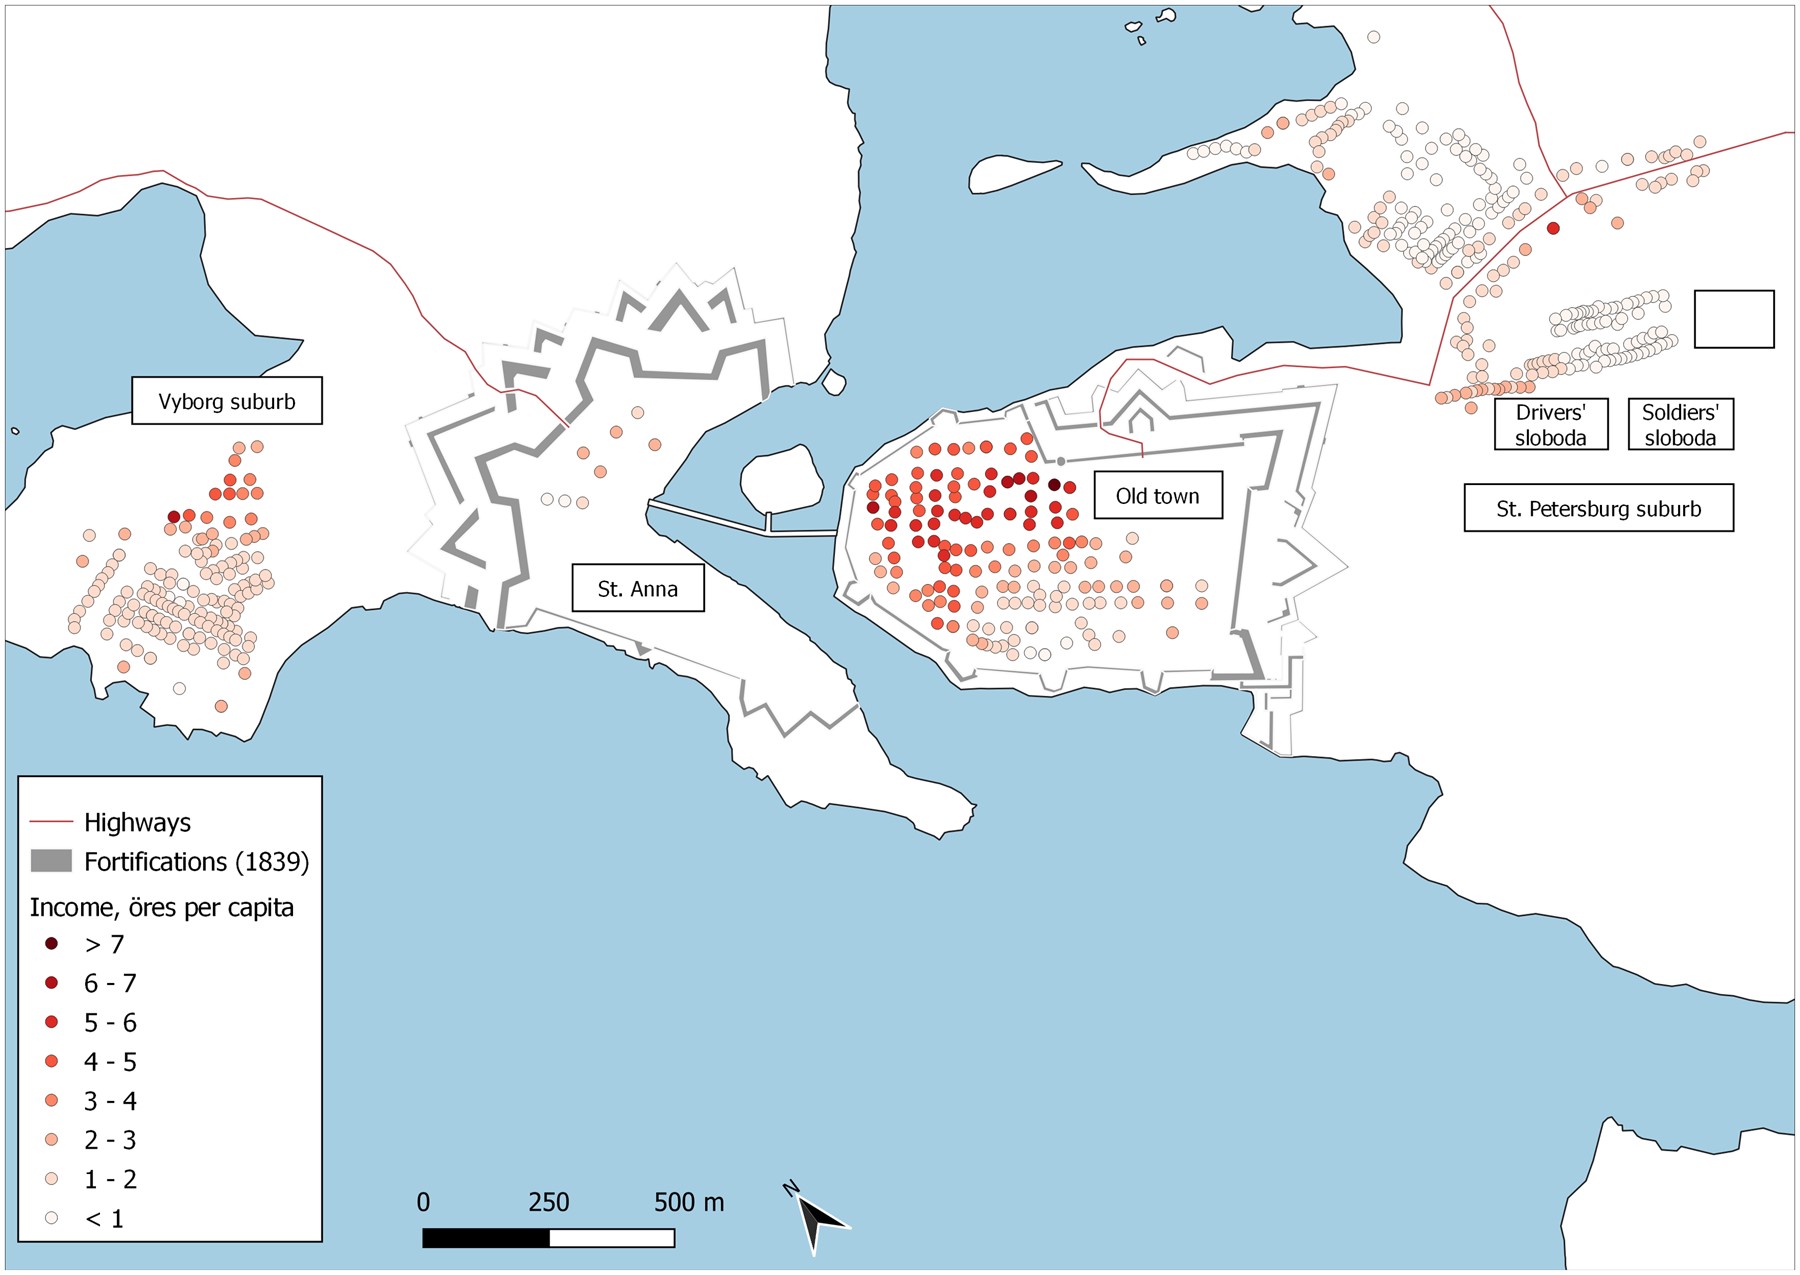 Vyborg suburb
Drivers'
sloboda
Soldiers'
sloboda
Old town
St. Petersburg suburb
St. Anna
Highways
Fortifications (1839)
Income, öres per capita
> 7
6 - 7
5 - 6
4 - 5
3 - 4
2 - 3
1 - 2
< 1
0 250 500 m
N